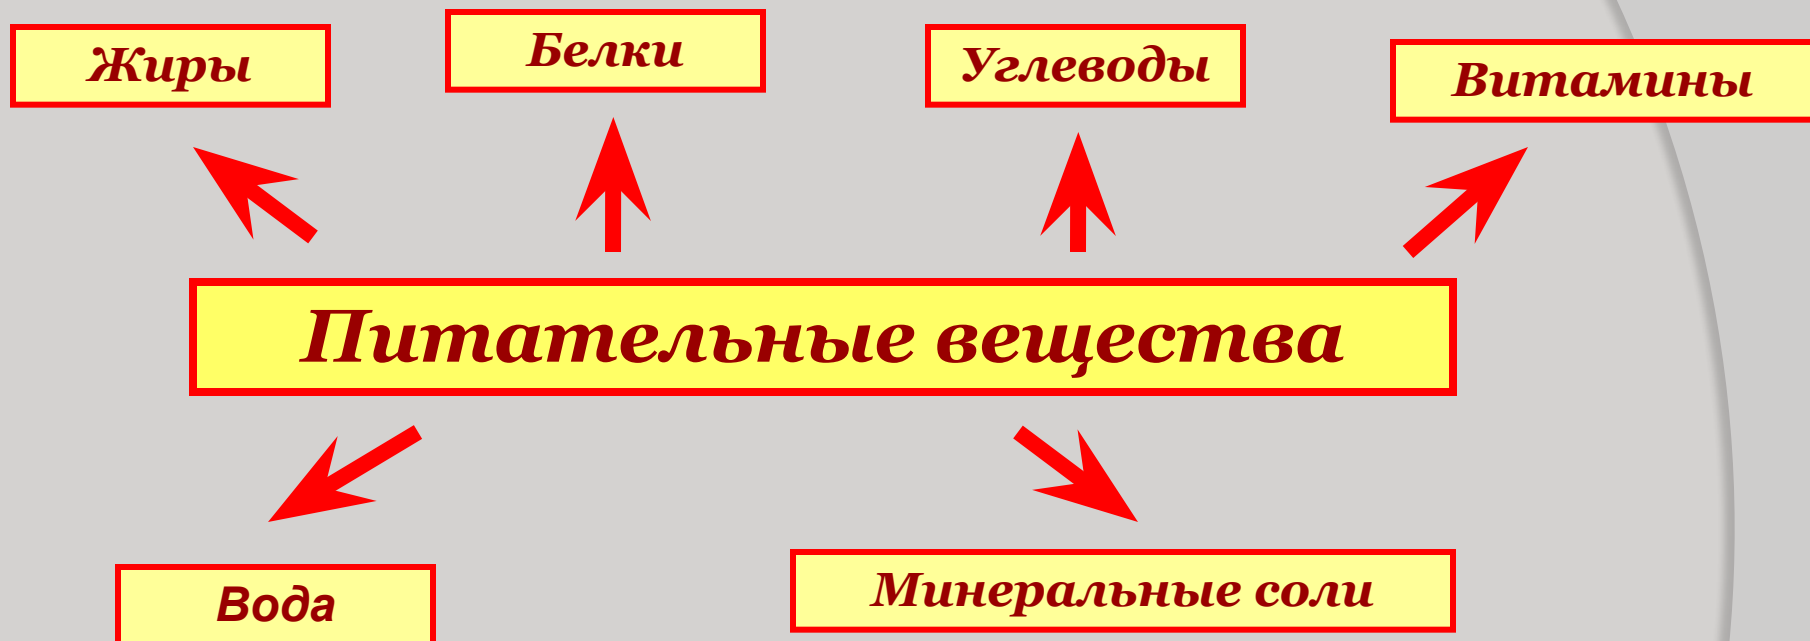 Жиры
Белки
Углеводы
Витамины
Питательные вещества
Вода
Минеральные соли